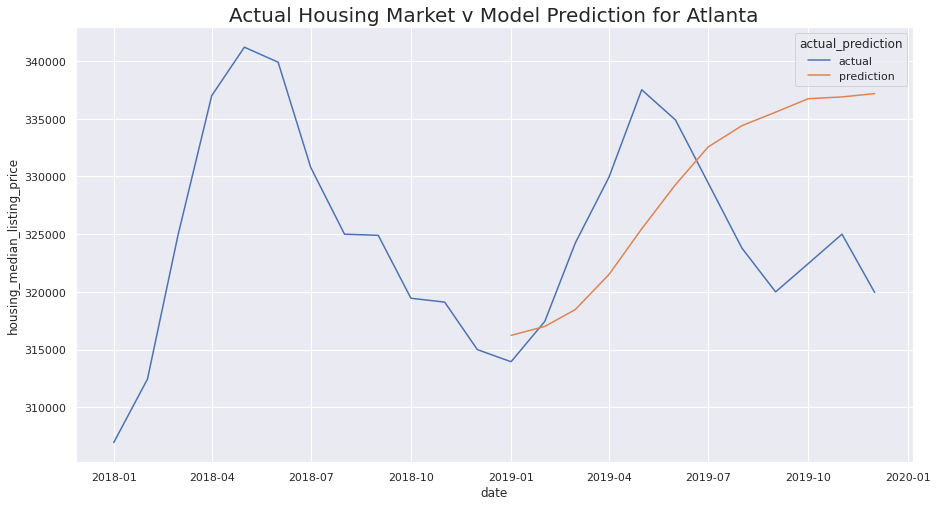 Actual Housing Market v Model Prediction for Atlanta
actual_prediction
actual
prediction
housing_median_listing_price
340000
335000
330000
325000
320000
315000
310000
2018-01
2018-04
2018-07
2018-10
2019-01
2019-04
2019-07
2019-10
2020-01
date